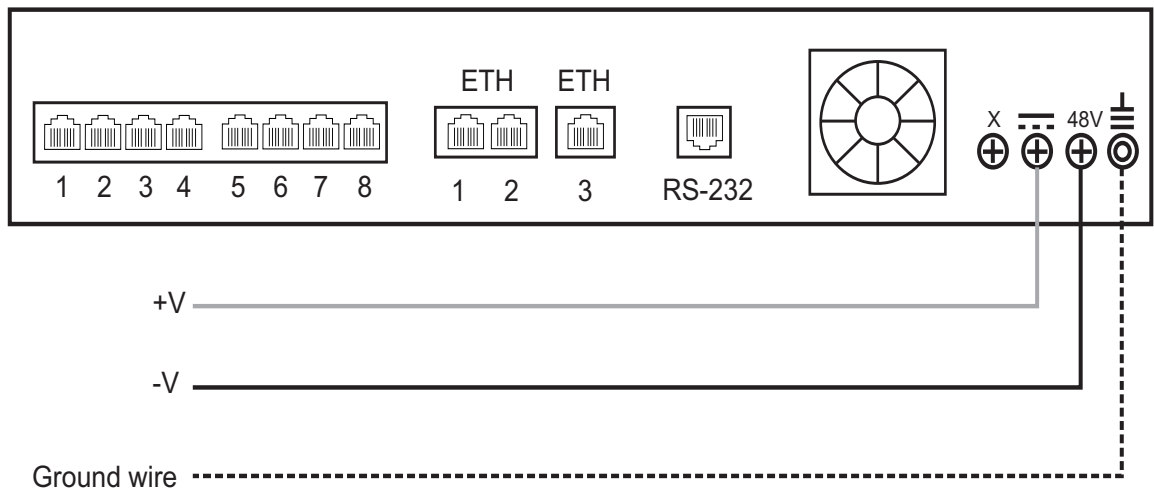 ETH ETH
X 48V
1 2 3 4 5 6 7 8 1 2 3 RS-232
+V
-V
Ground wire